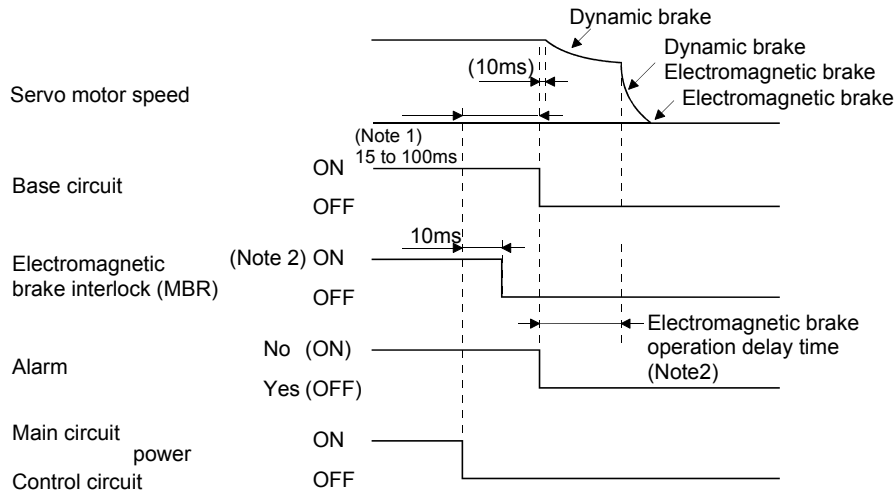 Dynamic brake
Dynamic brake
Electromagnetic brake
Electromagnetic brake
(10ms)
Servo motor speed
(Note 1)
15 to 100ms
Base circuit
ON
OFF
10ms
Electromagnetic
brake interlock (MBR)
(Note 2) ON
OFF
Electromagnetic brake
operation delay time
(Note2)
Alarm
No (ON)
Yes (OFF)
Main circuit
power
Control circuit
ON
OFF